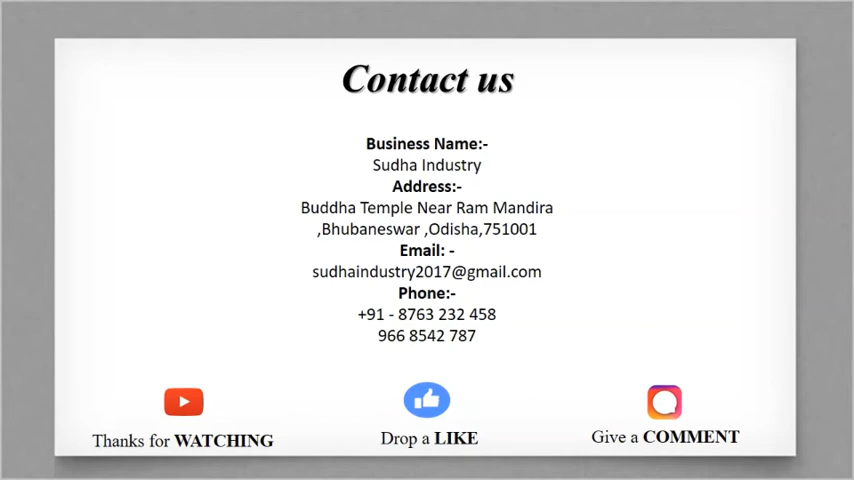 Contact us
Business Name:-
Sudha Industry
Address:-
Buddha Temple Near Ram Mandira
,Bhubaneswar ,Odisha,751001
Email: -
sudhaindustry2017@gmail.com
Phone:-
+91 - 8763 232 458
966 8542 787
Thanks for WATCHING
Drop a LIKE
Give a COMMENT